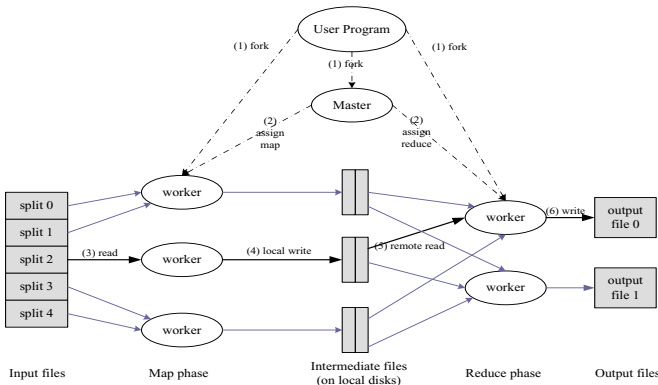 User Program
(1) fork
(1) fork
(1) fork
Master
(2)
assign
map
(2)
assign
reduce
split 0
split 1
split 2
split 3
split 4
(3) read
worker
worker
worker
(4) local write
(5) remote read
worker
worker
(6) write
output
file 0
output
file 1
Input files
Map phase
Intermediate files
(on local disks)
Reduce phase
Output files